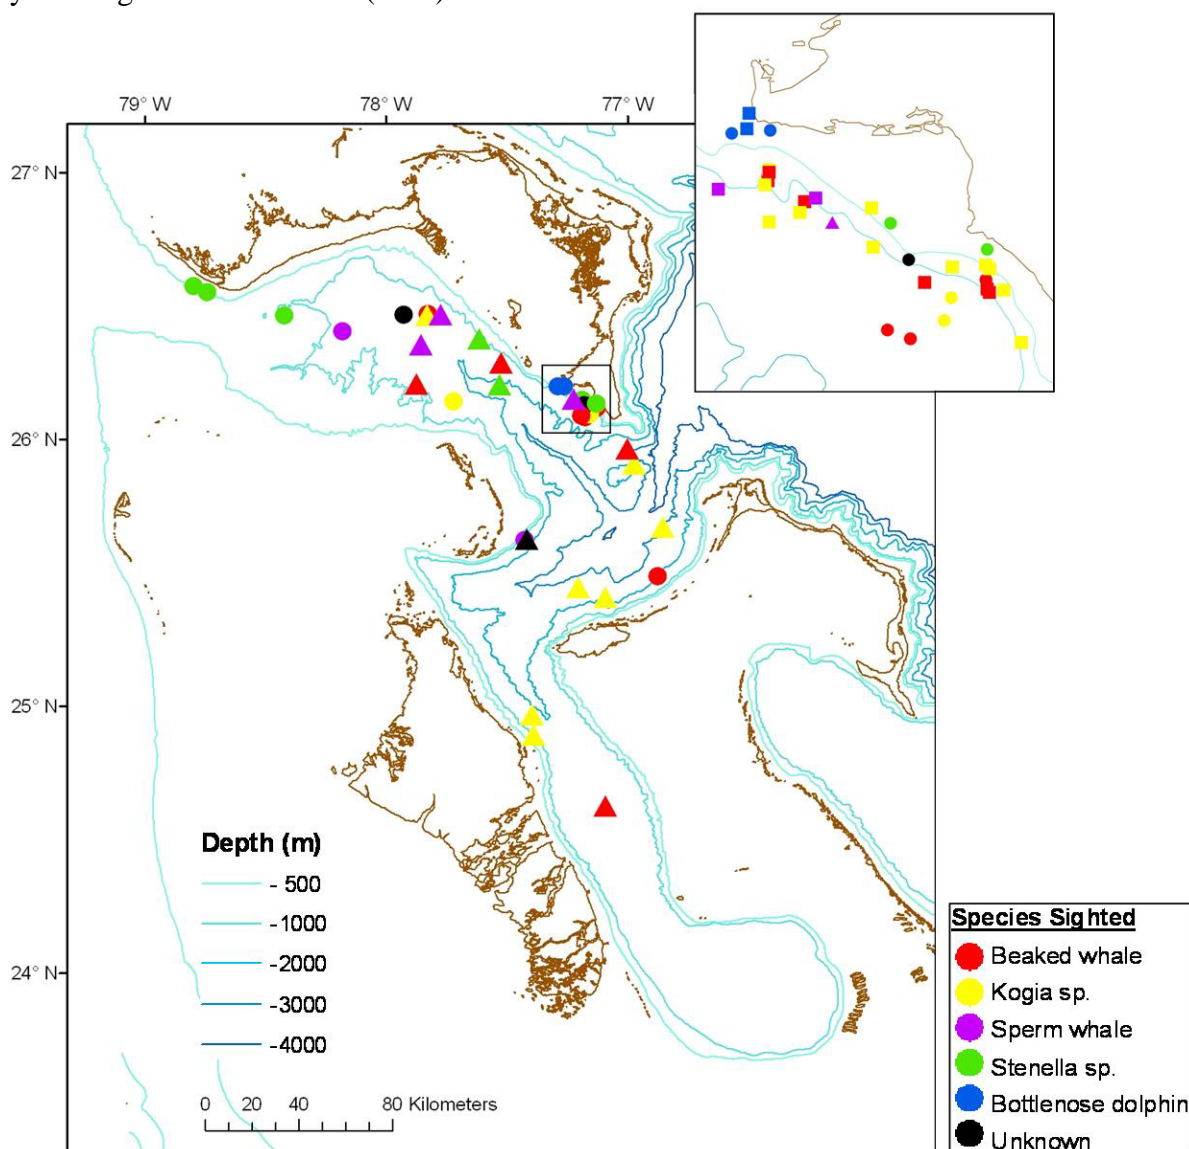 79° W 78° W 77° W
27° N
26° N
25° N
24° N
Depth (m)
- 500
-1000
-2000
-3000
-4000
0 20 40 80 Kilometers
Species Sighted
Beaked whale
Kogia sp.
Sperm whale
Stenella sp.
Bottlenose dolphin
Unknown